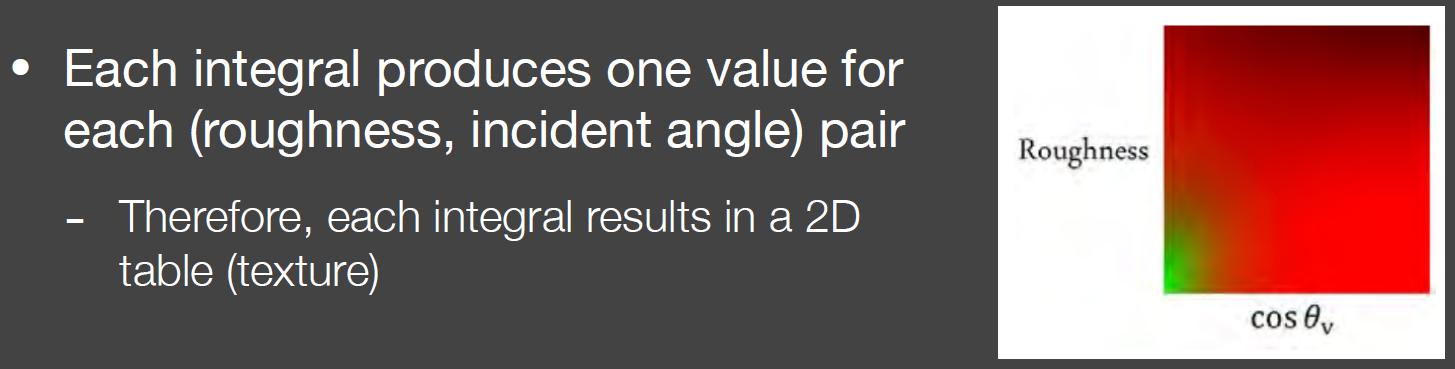 • Each integral produces one value for
each (roughness, incident angle) pair
- Therefore, each integral results in a 2D
table (texture)
Roughness
cos θᵥ